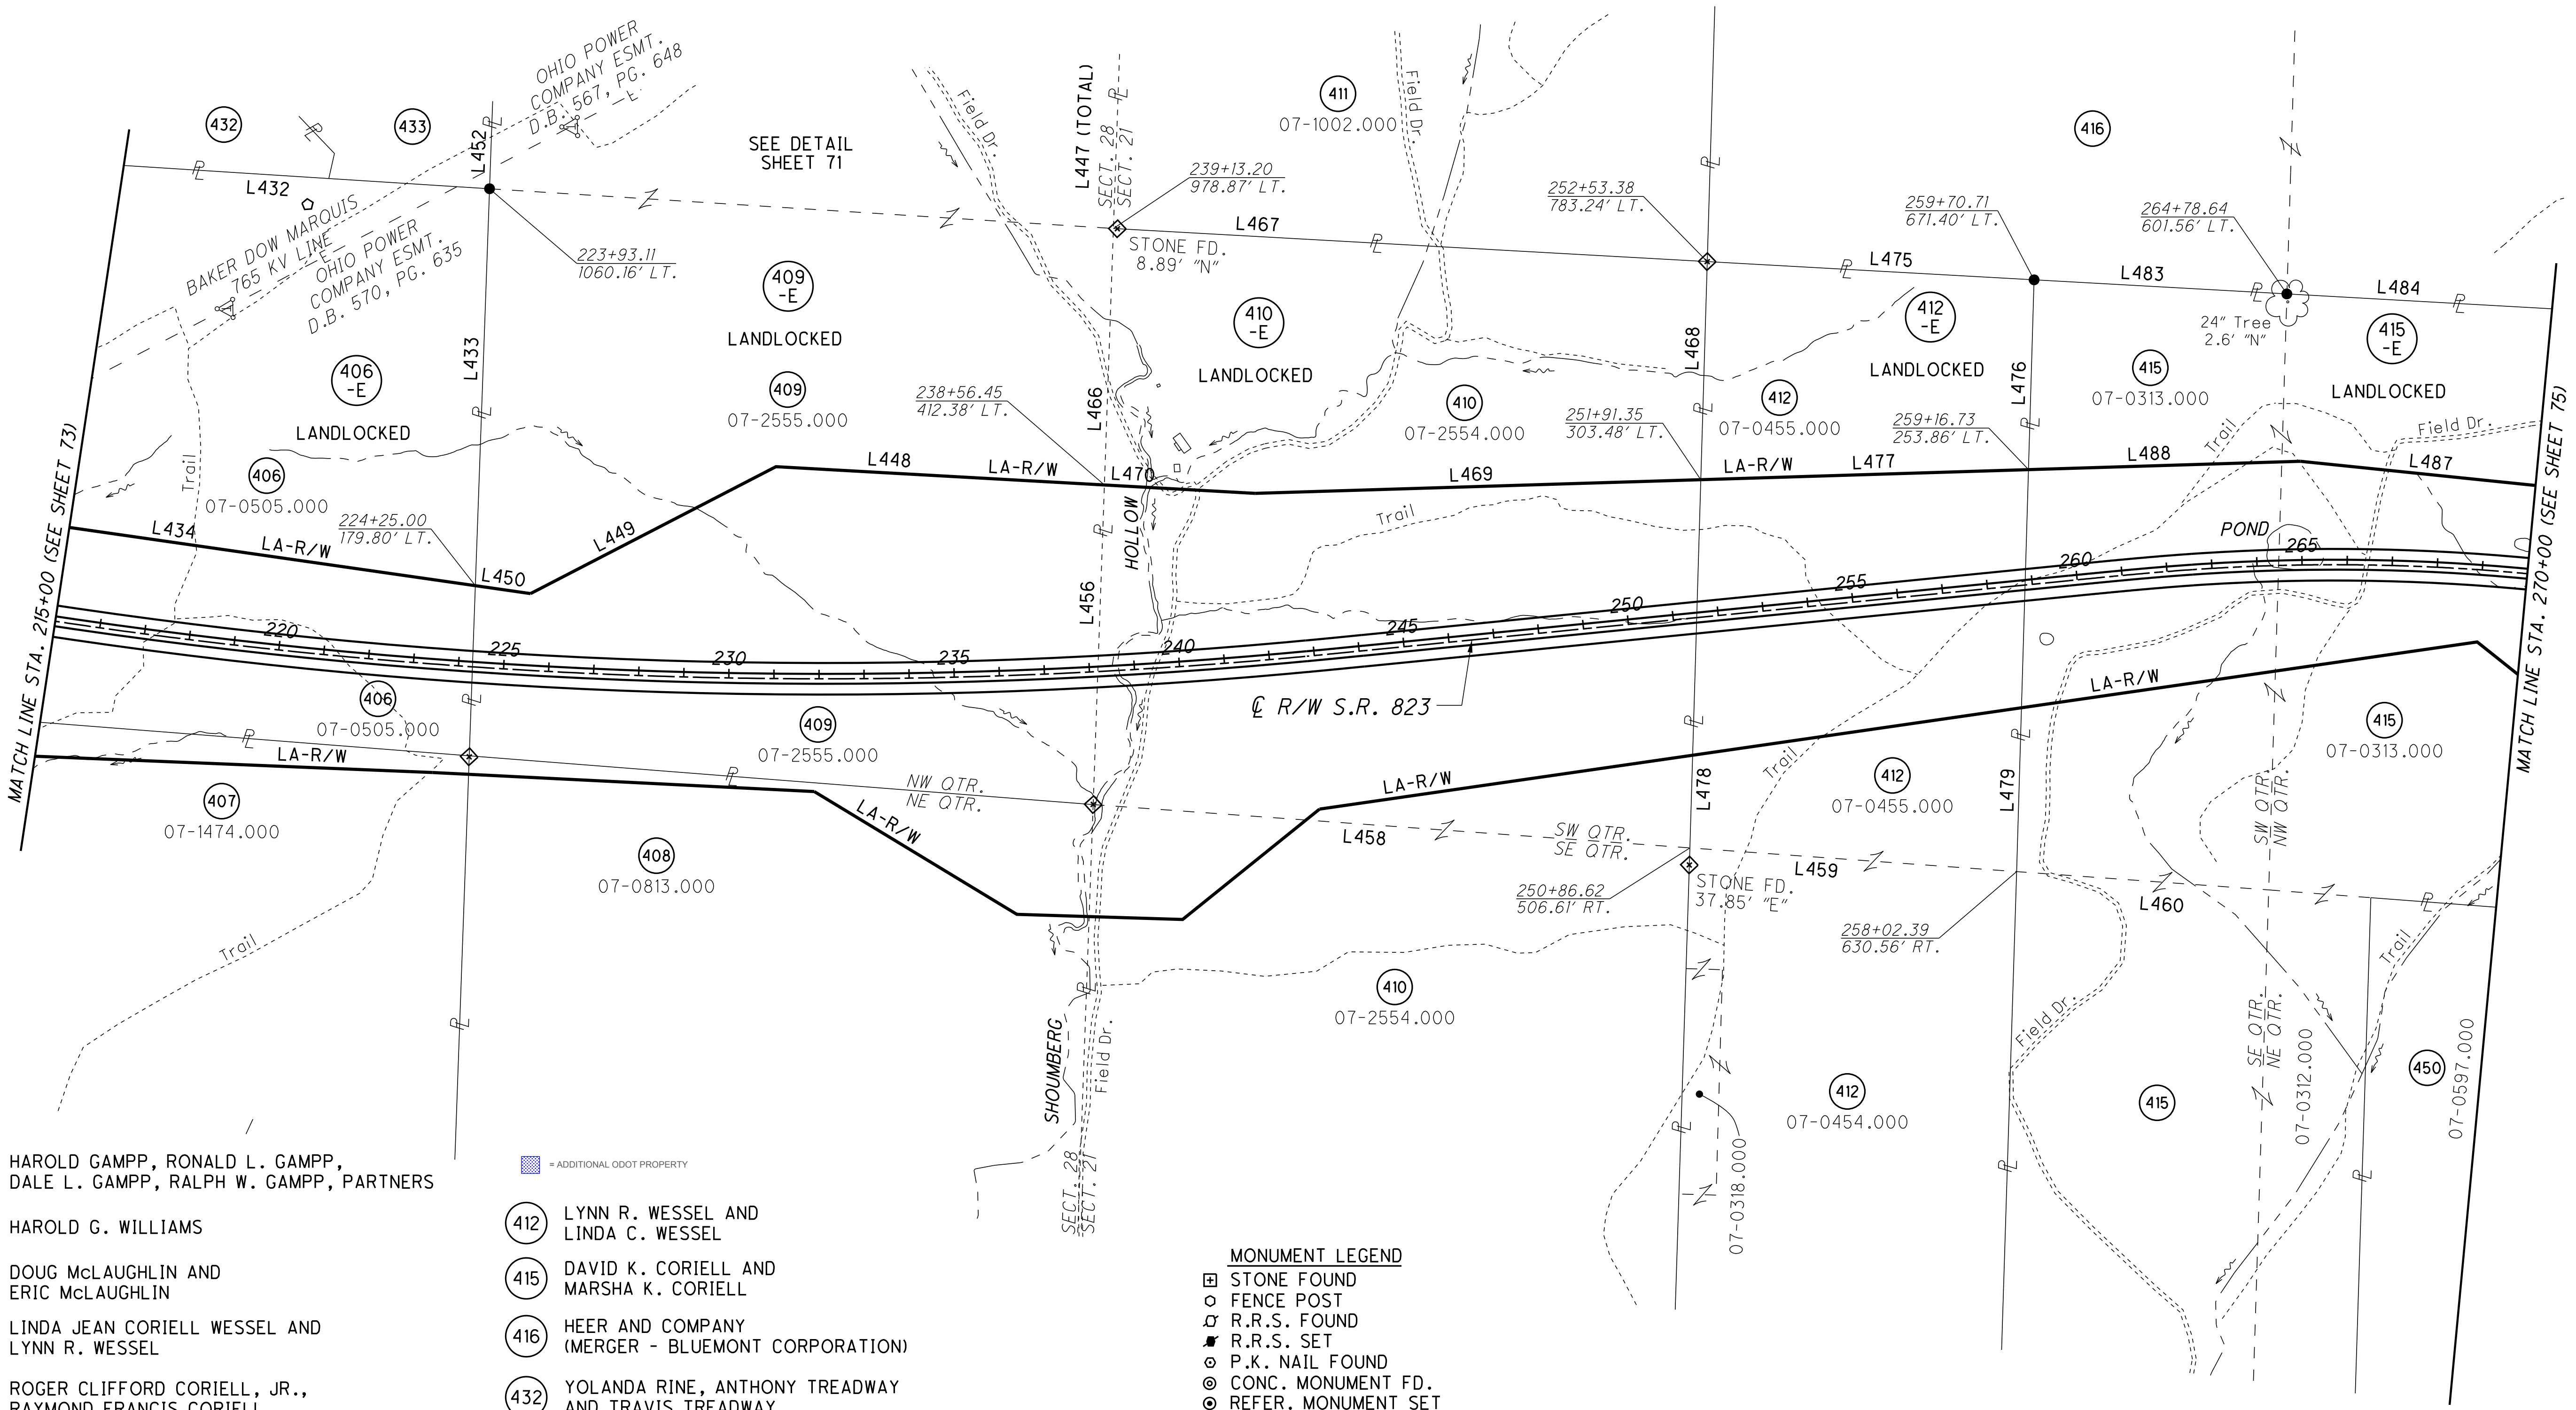 OHIO POWER
COMPANY ESMT.
D.B. 567, PG. 648
432
433
L452
L432
BAKER DOW MARQUIS
765 KV LINE
OHIO POWER
COMPANY ESMT.
D.B. 570, PG. 635
E
E
SEE DETAIL
SHEET 71
Field Dr.
L447 (TOTAL)
SECT. 28
SECT. 21
411
07-1002.000
Field Dr.
416
239+13.20
978.87' LT.
252+53.38
783.24' LT.
259+70.71
671.40' LT.
264+78.64
601.56' LT.
223+93.11
1060.16' LT.
STONE FD.
8.89' "N"
L467
L475
L483
L484
24" Tree
2.6' "N"
409
-E
LANDLOCKED
410
-E
LANDLOCKED
412
-E
LANDLOCKED
415
-E
LANDLOCKED
406
-E
LANDLOCKED
L433
409
07-2555.000
238+56.45
412.38' LT.
L466
410
07-2554.000
L468
251+91.35
303.48' LT.
412
07-0455.000
259+16.73
253.86' LT.
L476
415
07-0313.000
Trail
Field Dr.
Trail
406
07-0505.000
224+25.00
179.80' LT.
L434
LA-R/W
L450
L449
L448
LA-R/W
L470
L469
LA-R/W
L477
L488
L487
MATCH LINE STA. 215+00 (SEE SHEET 73)
MATCH LINE STA. 270+00 (SEE SHEET 75)
HOLLOW
Trail
POND
L456
220
225
230
235
240
245
250
255
260
265
℄ R/W S.R. 823
406
07-0505.000
LA-R/W
409
07-2555.000
NW QTR.
NE QTR.
LA-R/W
407
07-1474.000
408
07-0813.000
Trail
LA-R/W
L458
SW QTR.
SE QTR.
250+86.62
506.61' RT.
STONE FD.
37.85' "E"
L478
Trail
412
07-0455.000
L459
L479
258+02.39
630.56' RT.
LA-R/W
415
07-0313.000
SW QTR.
NW QTR.
L460
Trail
410
07-2554.000
SHOUMBERG
Field Dr.
SECT. 28
SECT. 21
07-0318.000
412
07-0454.000
Field Dr.
415
SE QTR.
NE QTR.
07-0312.000
450
07-0597.000
HAROLD GAMPP, RONALD L. GAMPP,
DALE L. GAMPP, RALPH W. GAMPP, PARTNERS
HAROLD G. WILLIAMS
DOUG McLAUGHLIN AND
ERIC McLAUGHLIN
LINDA JEAN CORIELL WESSEL AND
LYNN R. WESSEL
ROGER CLIFFORD CORIELL, JR.,
RAYMOND FRANCIS CORIELL
= ADDITIONAL ODOT PROPERTY
412 LYNN R. WESSEL AND
LINDA C. WESSEL
415 DAVID K. CORIELL AND
MARSHA K. CORIELL
416 HEER AND COMPANY
(MERGER - BLUEMONT CORPORATION)
432 YOLANDA RINE, ANTHONY TREADWAY
AND TRAVIS TREADWAY
MONUMENT LEGEND
STONE FOUND
FENCE POST
R.R.S. FOUND
R.R.S. SET
P.K. NAIL FOUND
CONC. MONUMENT FD.
REFER. MONUMENT SET